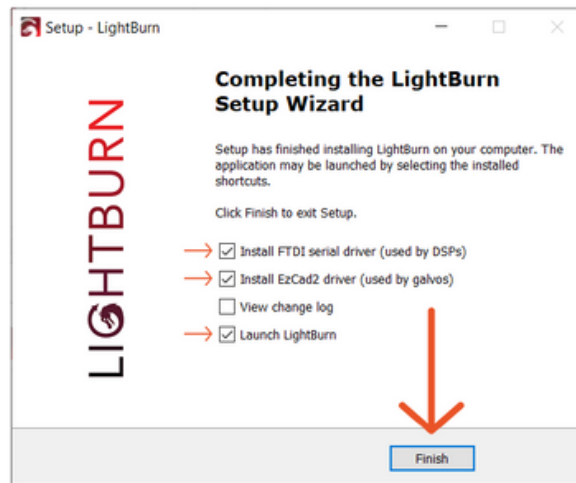 Setup - LightBurn
LIGHTBURN
Completing the LightBurn
Setup Wizard
Setup has finished installing LightBurn on your computer. The
application may be launched by selecting the installed
shortcuts.
Click Finish to exit Setup.
Install FTDI serial driver (used by DSPs)
Install EzCad2 driver (used by galvos)
View change log
Launch LightBurn
Finish